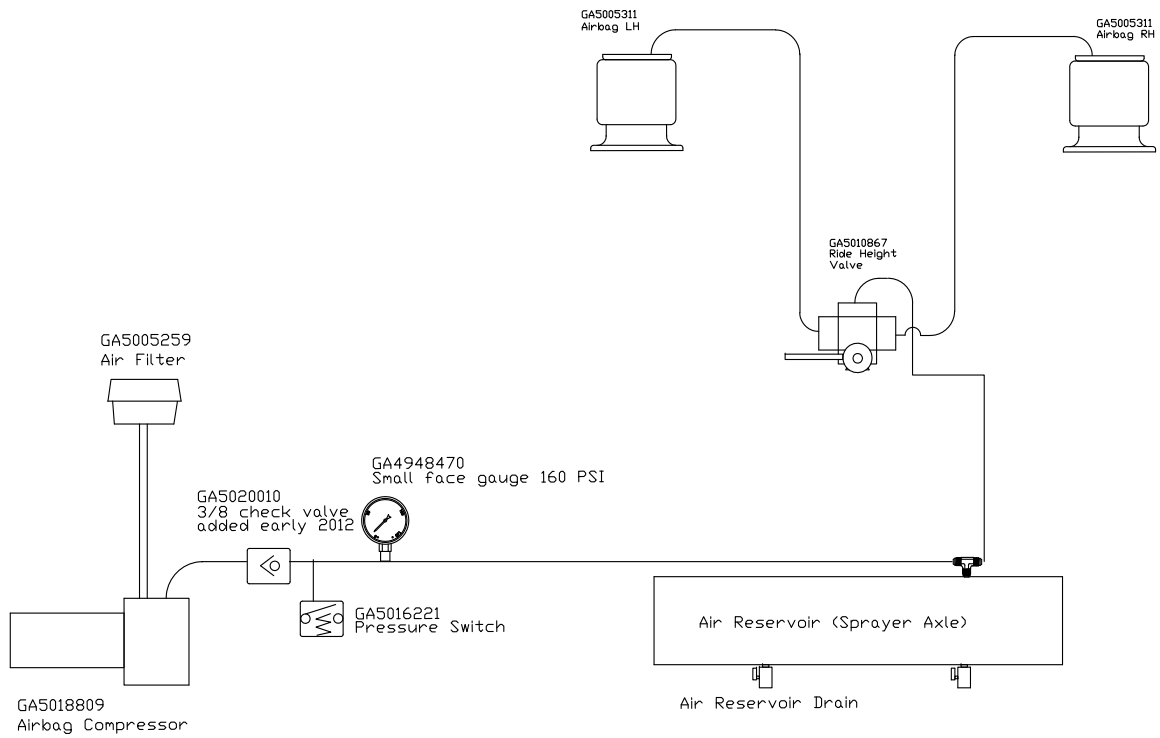 GA5005311
Airbag LH
GA5005311
Airbag RH
GA5010867
Ride Height
Valve
GA5005259
Air Filter
GA4948470
Small face gauge 160 PSI
GA5020010
3/8 check valve
added early 2012
GA5016221
Pressure Switch
Air Reservoir (Sprayer Axle)
Air Reservoir Drain
GA5018809
Airbag Compressor